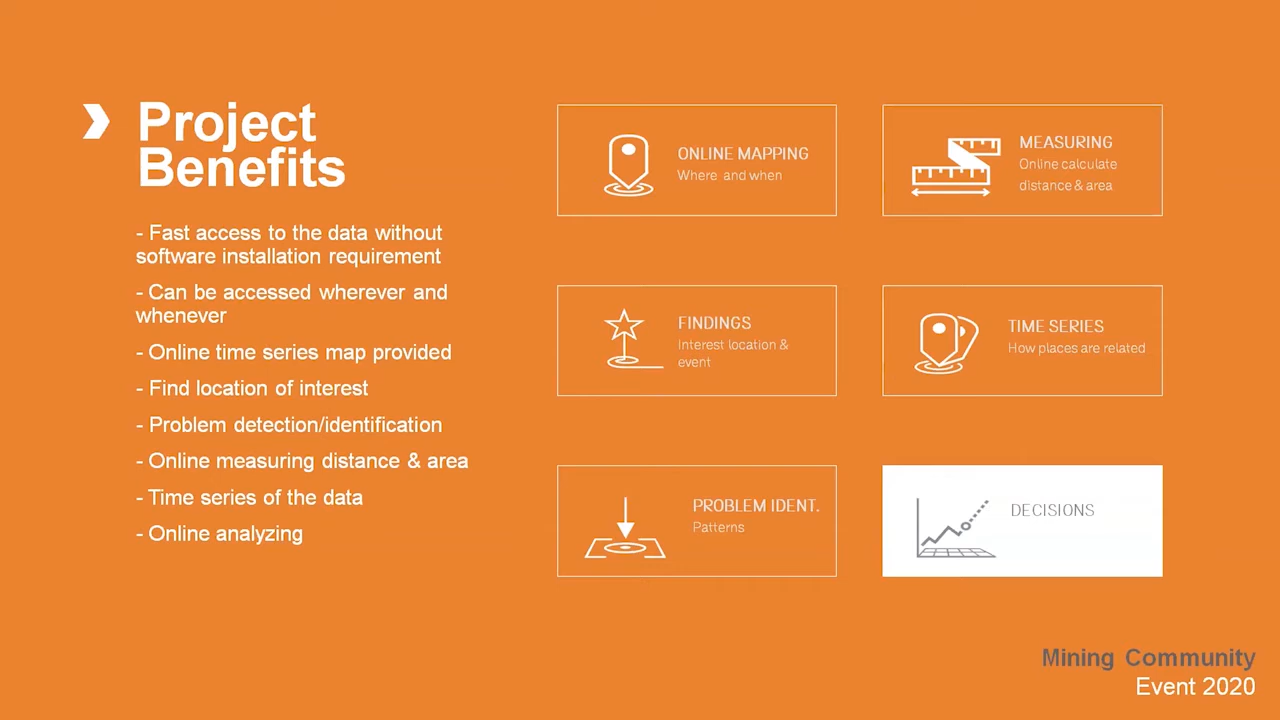 Project
Benefits
- Fast access to the data without
software installation requirement
- Can be accessed wherever and
whenever
- Online time series map provided
- Find location of interest
- Problem detection/identification
- Online measuring distance & area
- Time series of the data
- Online analyzing
ONLINE MAPPING
Where and when
MEASURING
Online calculate
distance & area
FINDINGS
Interest location &
event
TIME SERIES
How places are related
PROBLEM IDENT.
Patterns
DECISIONS
Mining Community
Event 2020